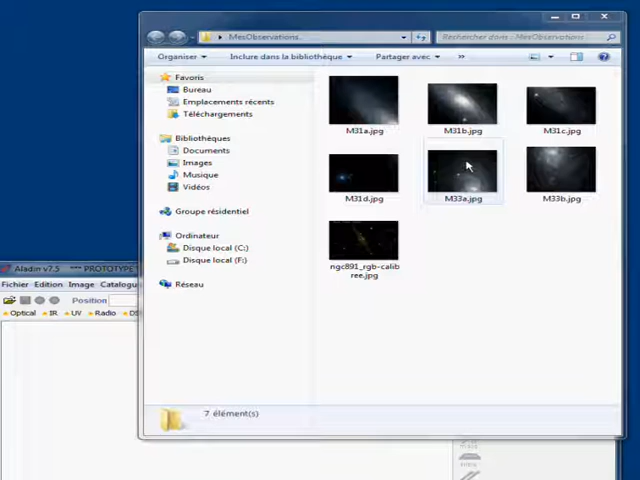 MesObservations
Rechercher dans : MesObservations
Organiser
Inclure dans la bibliothèque
Partager avec
»
Favoris
Bureau
Emplacements récents
Téléchargements
Bibliothèques
Documents
Images
Musique
Vidéos
Groupe résidentiel
Ordinateur
Disque local (C:)
Disque local (F:)
Réseau
M31a.jpg
M31b.jpg
M31c.jpg
M31d.jpg
M33a.jpg
M33b.jpg
ngc891_rgb-calib
ree.jpg
7 élément(s)
Aladin v7.5 *** PROTOTYPE
Fichier Edition Image Catalogu
Position
Optical IR UV Radio